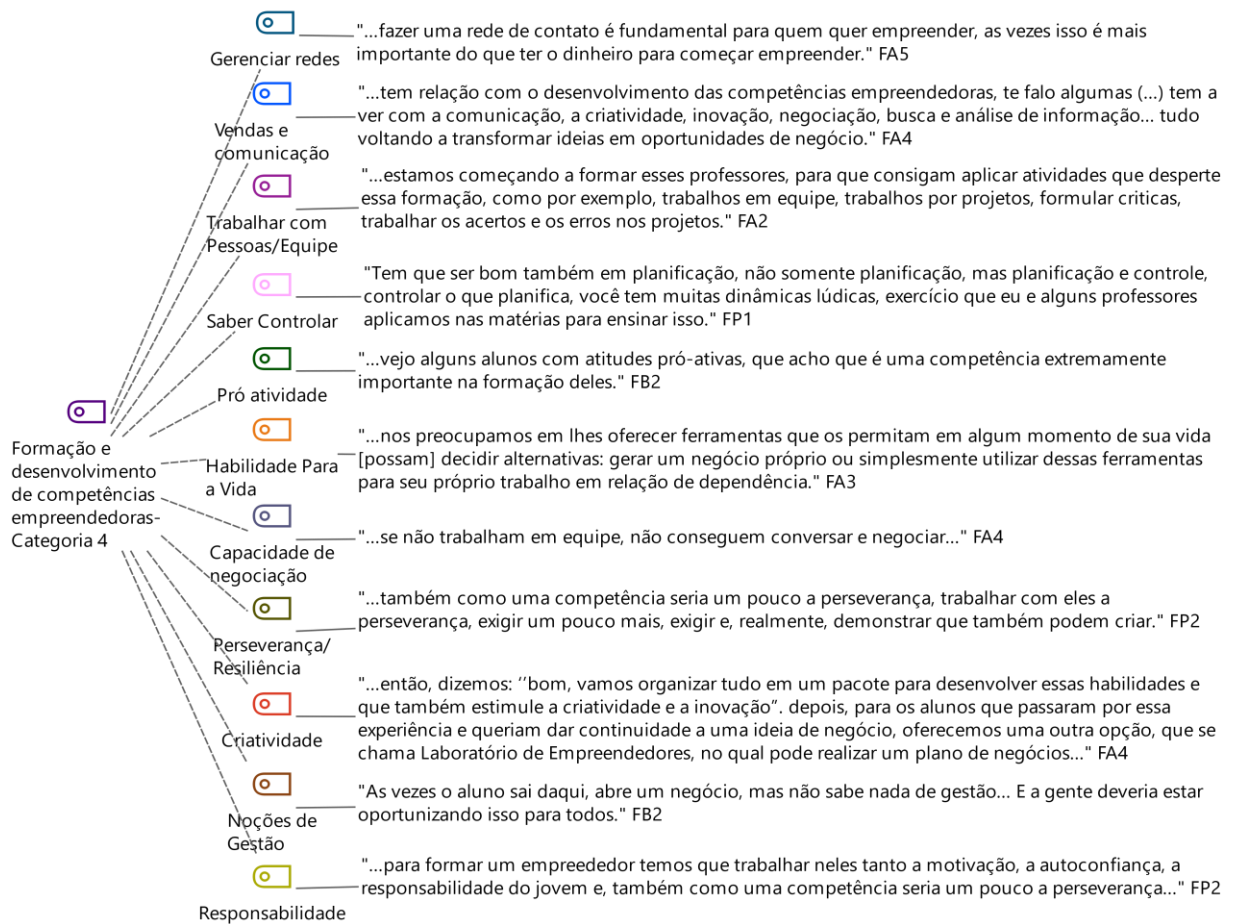 Gerenciar redes
"...fazer uma rede de contato é fundamental para quem quer empreender, as vezes isso é mais
importante do que ter o dinheiro para começar empreender." FA5
Vendas e
comunicação
"...tem relação com o desenvolvimento das competências empreendedoras, te falo algumas (...) tem a
ver com a comunicação, a criatividade, inovação, negociação, busca e análise de informação... tudo
voltando a transformar ideias em oportunidades de negócio." FA4
Trabalhar com
Pessoas/Equipe
"...estamos começando a formar esses professores, para que consigam aplicar atividades que desperte
essa formação, como por exemplo, trabalhos em equipe, trabalhos por projetos, formular criticas,
trabalhar os acertos e os erros nos projetos." FA2
Saber Controlar
"Tem que ser bom também em planificação, não somente planificação, mas planificação e controle,
controlar o que planifica, você tem muitas dinâmicas lúdicas, exercício que eu e alguns professores
aplicamos nas matérias para ensinar isso." FP1
Pró atividade
"...vejo alguns alunos com atitudes pró-ativas, que acho que é uma competência extremamente
importante na formação deles." FB2
Formação e
desenvolvimento
de competências
empreendedoras-
Categoria 4
Habilidade Para
a Vida
"...nos preocupamos em lhes oferecer ferramentas que os permitam em algum momento de sua vida
[possam] decidir alternativas: gerar um negócio próprio ou simplesmente utilizar dessas ferramentas
para seu próprio trabalho em relação de dependência." FA3
Capacidade de
negociação
"...se não trabalham em equipe, não conseguem conversar e negociar..." FA4
Perseverança/
Resiliência
"...também como uma competência seria um pouco a perseverança, trabalhar com eles a
perseverança, exigir um pouco mais, exigir e, realmente, demonstrar que também podem criar." FP2
Criatividade
"...então, dizemos: ‘‘bom, vamos organizar tudo em um pacote para desenvolver essas habilidades e
que também estimule a criatividade e a inovação”. depois, para os alunos que passaram por essa
experiência e queriam dar continuidade a uma ideia de negócio, oferecemos uma outra opção, que se
chama Laboratório de Empreendedores, no qual pode realizar um plano de negócios..." FA4
Noções de
Gestão
"As vezes o aluno sai daqui, abre um negócio, mas não sabe nada de gestão... E a gente deveria estar
oportunizando isso para todos." FB2
Responsabilidade
"...para formar um empreededor temos que trabalhar neles tanto a motivação, a autoconfiança, a
responsabilidade do jovem e, também como uma competência seria um pouco a perseverança..." FP2